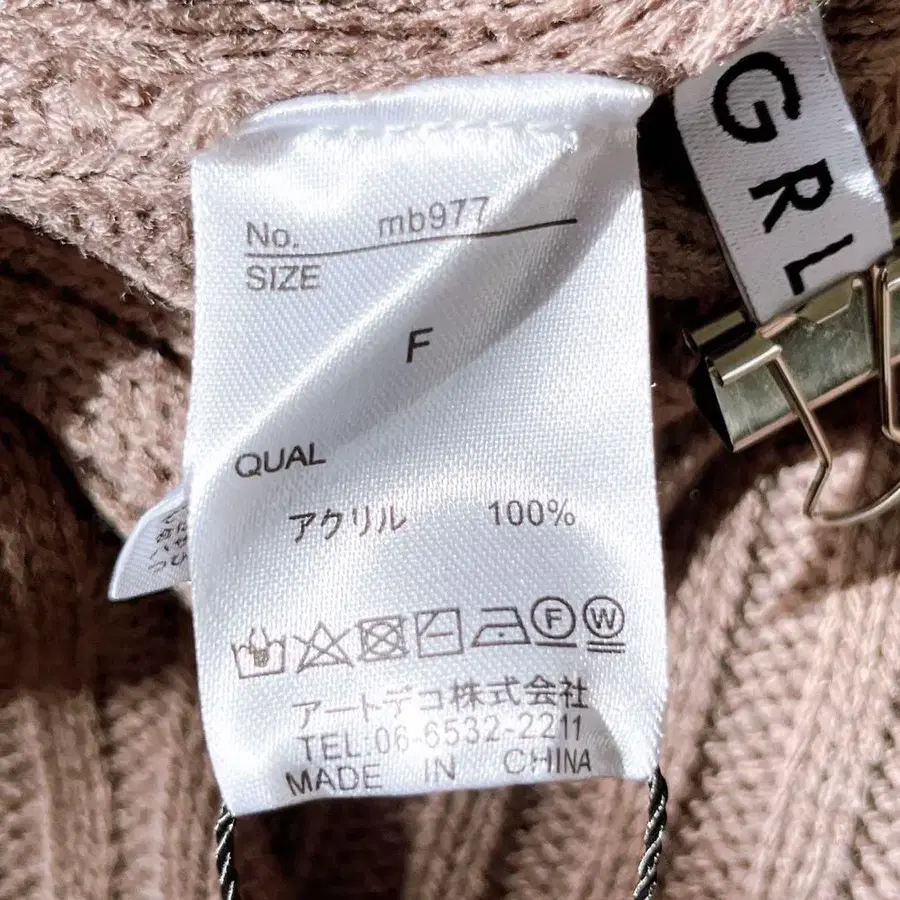 No. mb977
SIZE
F
QUAL
アクリル 100%
F W
アートデコ株式会社
TEL:06-6532-2211
MADE IN CHINA
GRL